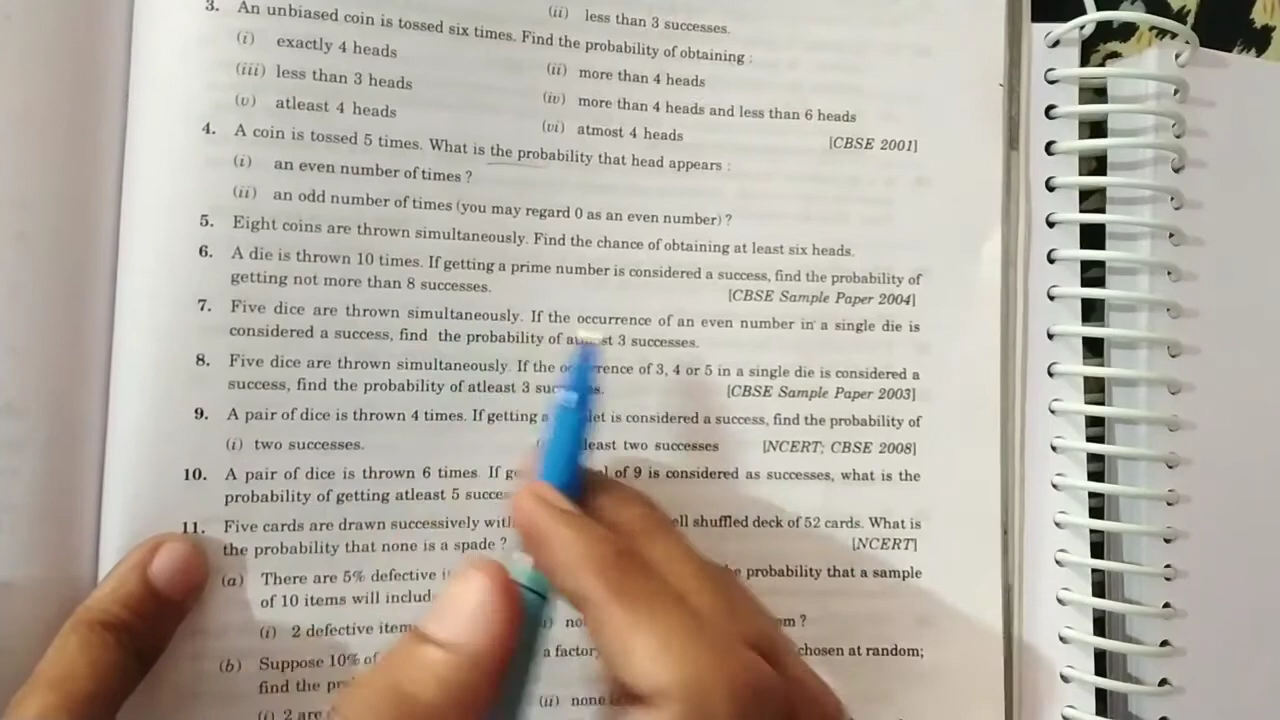 (ii) less than 3 successes.
3. An unbiased coin is tossed six times. Find the probability of obtaining :
(i) exactly 4 heads
(ii) more than 4 heads
(iii) less than 3 heads
(iv) more than 4 heads and less than 6 heads
(v) atleast 4 heads
(vi) atmost 4 heads
[CBSE 2001]
4. A coin is tossed 5 times. What is the probability that head appears :
(i) an even number of times ?
(ii) an odd number of times (you may regard 0 as an even number) ?
5. Eight coins are thrown simultaneously. Find the chance of obtaining at least six heads.
6. A die is thrown 10 times. If getting a prime number is considered a success, find the probability of
getting not more than 8 successes.
[CBSE Sample Paper 2004]
7. Five dice are thrown simultaneously. If the occurrence of an even number in a single die is
considered a success, find the probability of 3 successes.
8. Five dice are thrown simultaneously. If the of 3, 4 or 5 in a single die is considered a
success, find the probability of atleast 3
[CBSE Sample Paper 2003]
9. A pair of dice is thrown 4 times. If getting a is considered a success, find the probability of
(i) two successes.
least two successes
[NCERT; CBSE 2008]
10. A pair of dice is thrown 6 times. If of 9 is considered as successes, what is the
probability of getting atleast 5
11. Five cards are drawn successively shuffled deck of 52 cards. What is
the probability that none is a spade ?
[NCERT]
(a) There are 5% defective probability that a sample
of 10 items will
(i) 2 defective
(b) Suppose 10% of a chosen at random;
find the
(ii) none
(i) 2 are